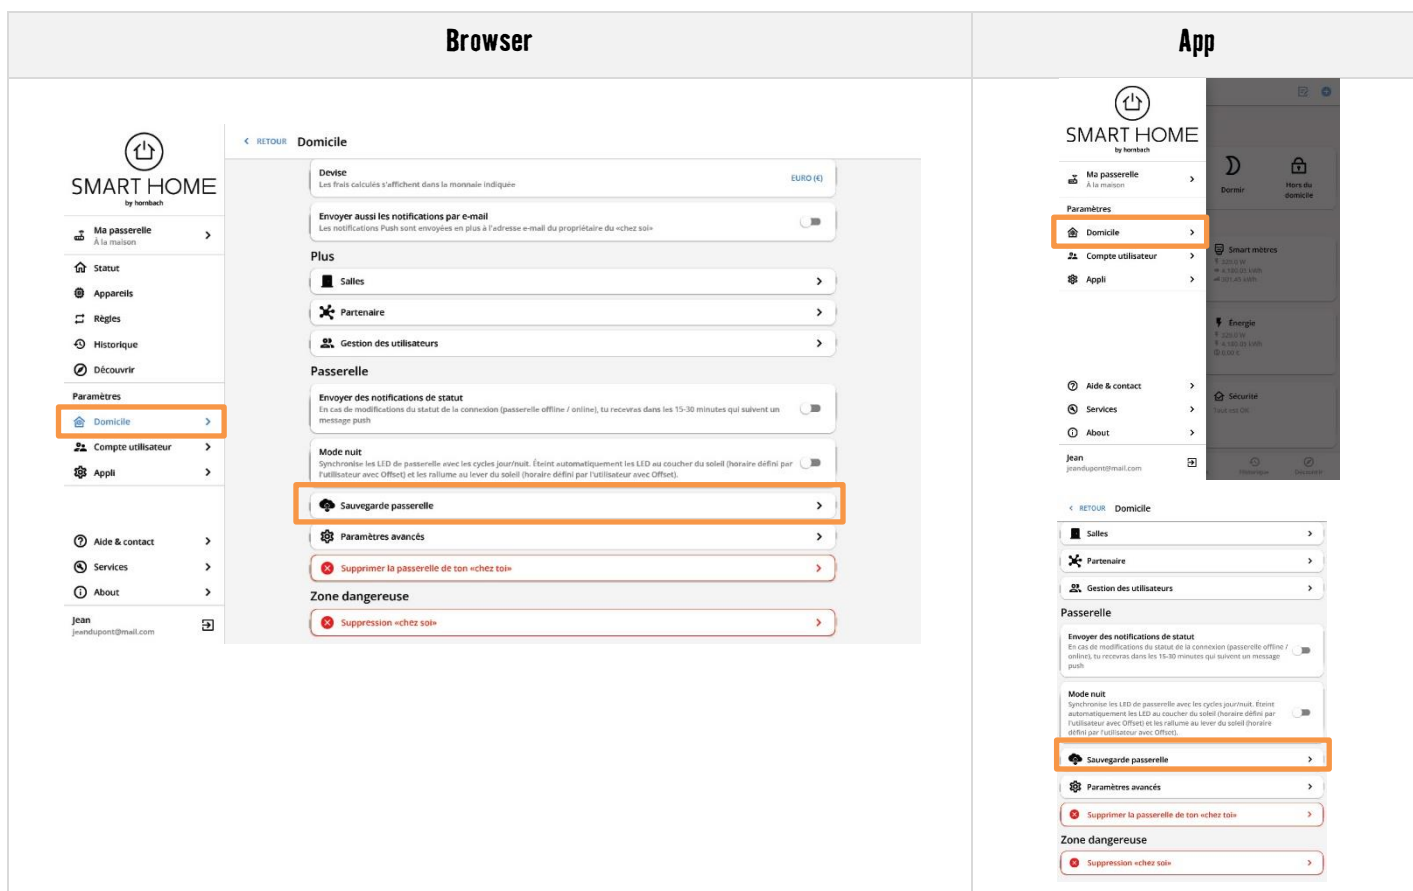 Browser
App
SMART HOME
by hornbach
Ma passerelle
À la maison
Statut
Appareils
Règles
Historique
Découvrir
Paramètres
Domicile
Compte utilisateur
Appli
Aide & contact
Services
About
Jean
jeandupont@mail.com
RETOUR Domicile
Devise
Les frais calculés s'affichent dans la monnaie indiquée
EURO (€)
Envoyer aussi les notifications par e-mail
Les notifications Push sont envoyées en plus à l'adresse e-mail du propriétaire du «chez soi»
Plus
Salles
Partenaire
Gestion des utilisateurs
Passerelle
Envoyer des notifications de statut
En cas de modifications du statut de la connexion (passerelle offline / online), tu recevras dans les 15-30 minutes qui suivent un
message push
Mode nuit
Synchronise les LED de passerelle avec les cycles jour/nuit. Éteint automatiquement les LED au coucher du soleil (horaire défini par
l'utilisateur avec Offset) et les rallume au lever du soleil (horaire défini par l'utilisateur avec Offset).
Sauvegarde passerelle
Paramètres avancés
Supprimer la passerelle de ton «chez toi»
Zone dangereuse
Suppression «chez soi»
SMART HOME
by hornbach
Ma passerelle
À la maison
Paramètres
Domicile
Compte utilisateur
Appli
Aide & contact
Services
About
Jean
jeandupont@mail.com
Dormir
Hors du
domicile
Smart mètres
Énergie
0.00 €
Sécurité
Tout est OK
Historique
Découvrir
RETOUR Domicile
Salles
Partenaire
Gestion des utilisateurs
Passerelle
Envoyer des notifications de statut
En cas de modifications du statut de la connexion (passerelle offline /
online), tu recevras dans les 15-30 minutes qui suivent un message
push
Mode nuit
Synchronise les LED de passerelle avec les cycles jour/nuit. Éteint
automatiquement les LED au coucher du soleil (horaire défini par
l'utilisateur avec Offset) et les rallume au lever du soleil (horaire
défini par l'utilisateur avec Offset).
Sauvegarde passerelle
Paramètres avancés
Supprimer la passerelle de ton «chez toi»
Zone dangereuse
Suppression «chez soi»